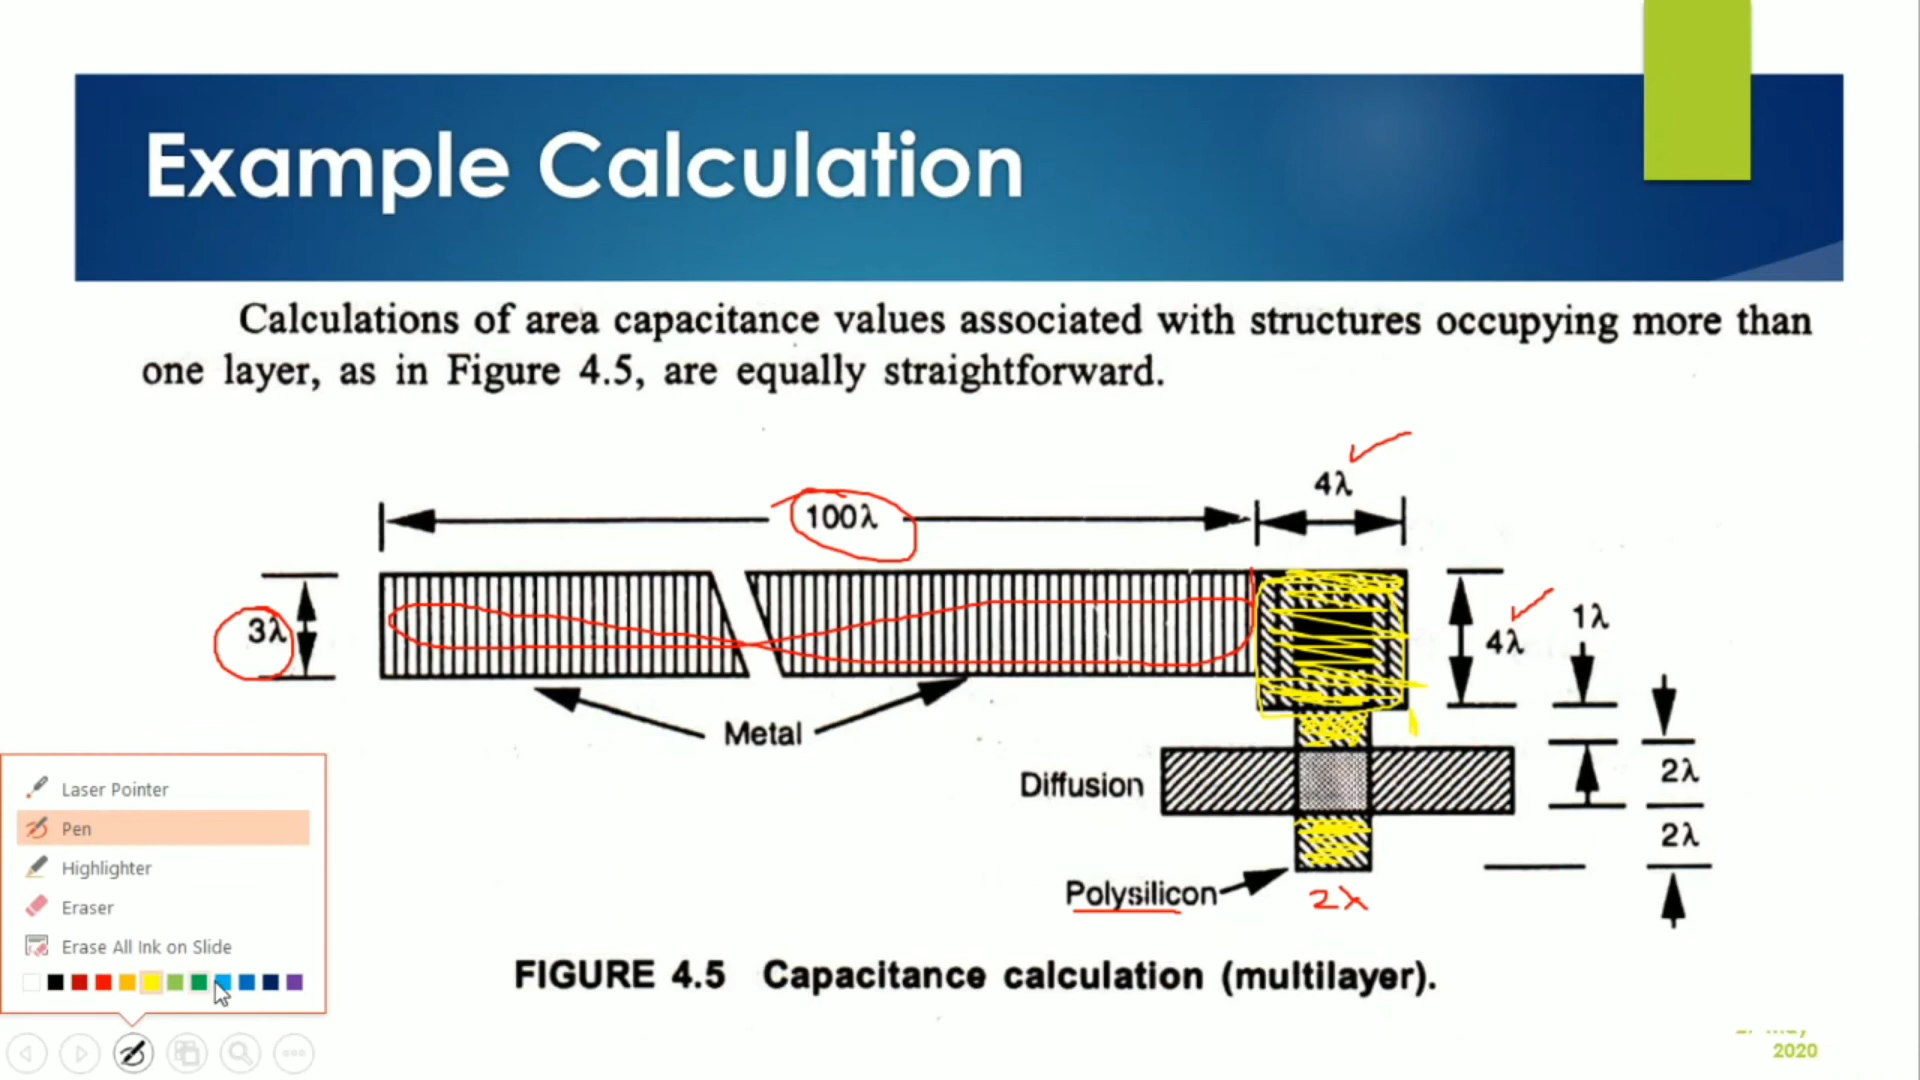 Example Calculation
Calculations of area capacitance values associated with structures occupying more than
one layer, as in Figure 4.5, are equally straightforward.
4λ
100λ
3λ
4λ
1λ
Metal
2λ
Diffusion
2λ
Polysilicon
2λ
FIGURE 4.5 Capacitance calculation (multilayer).
Laser Pointer
Pen
Highlighter
Eraser
Erase All Ink on Slide
2020